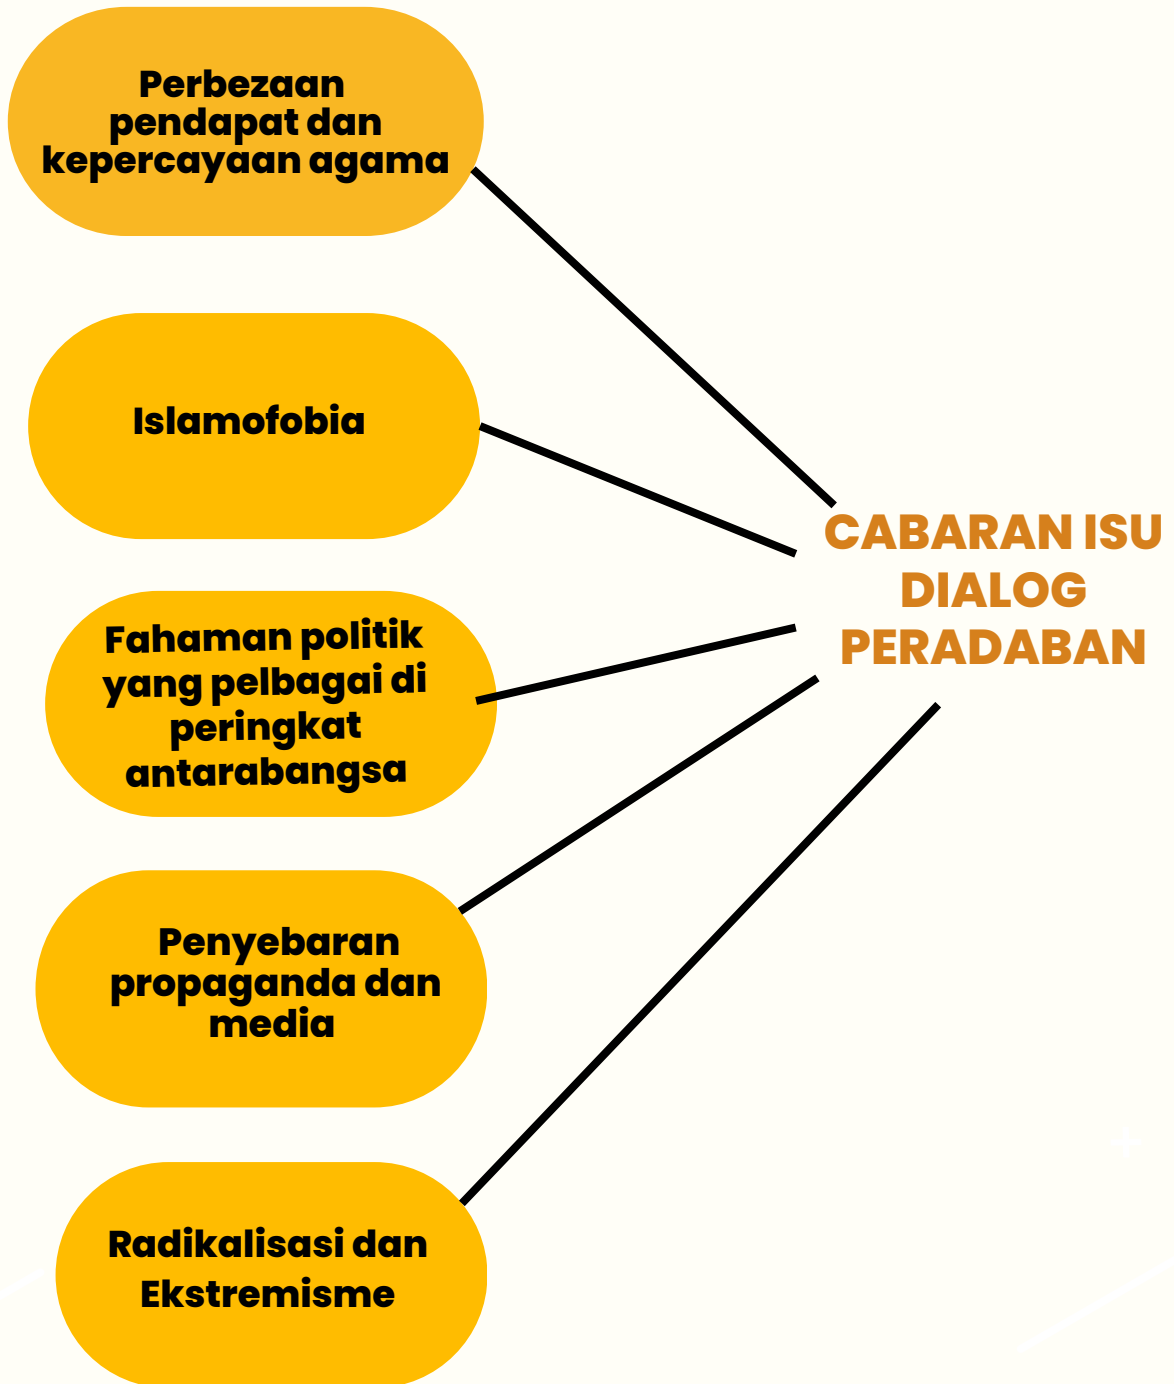 Perbezaan
pendapat dan
kepercayaan agama
Islamofobia
Fahaman politik
yang pelbagai di
peringkat
antarabangsa
Penyebaran
propaganda dan
media
Radikalisasi dan
Ekstremisme
CABARAN ISU
DIALOG
PERADABAN